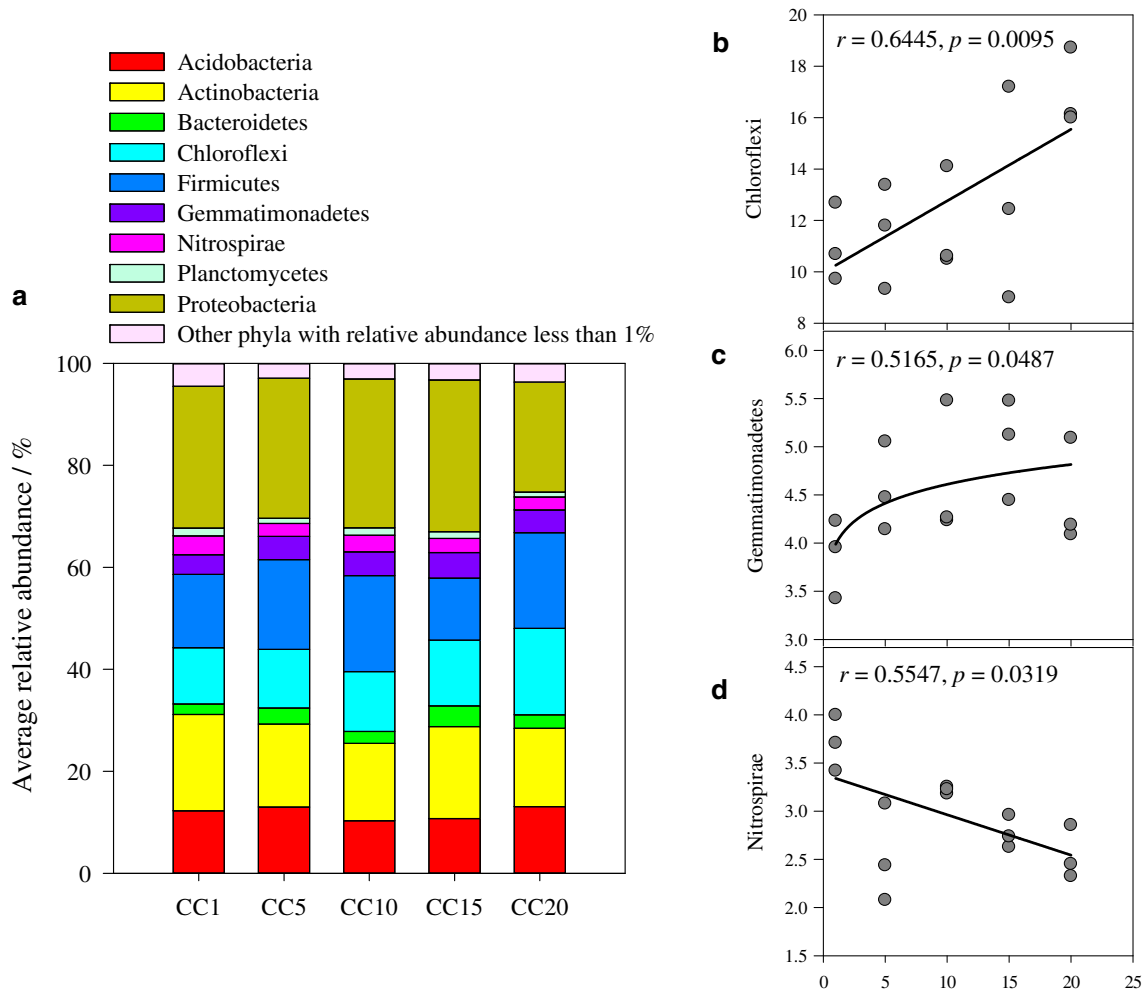 a
Acidobacteria
Actinobacteria
Bacteroidetes
Chloroflexi
Firmicutes
Gemmatimonadetes
Nitrospirae
Planctomycetes
Proteobacteria
Other phyla with relative abundance less than 1%
Average relative abundance / %
100
80
60
40
20
0
CC1 CC5 CC10 CC15 CC20
b
r = 0.6445, p = 0.0095
Chloroflexi
20
18
16
14
12
10
8
c
r = 0.5165, p = 0.0487
Gemmatimonadetes
6.0
5.5
5.0
4.5
4.0
3.5
3.0
d
r = 0.5547, p = 0.0319
Nitrospirae
4.5
4.0
3.5
3.0
2.5
2.0
1.5
0 5 10 15 20 25